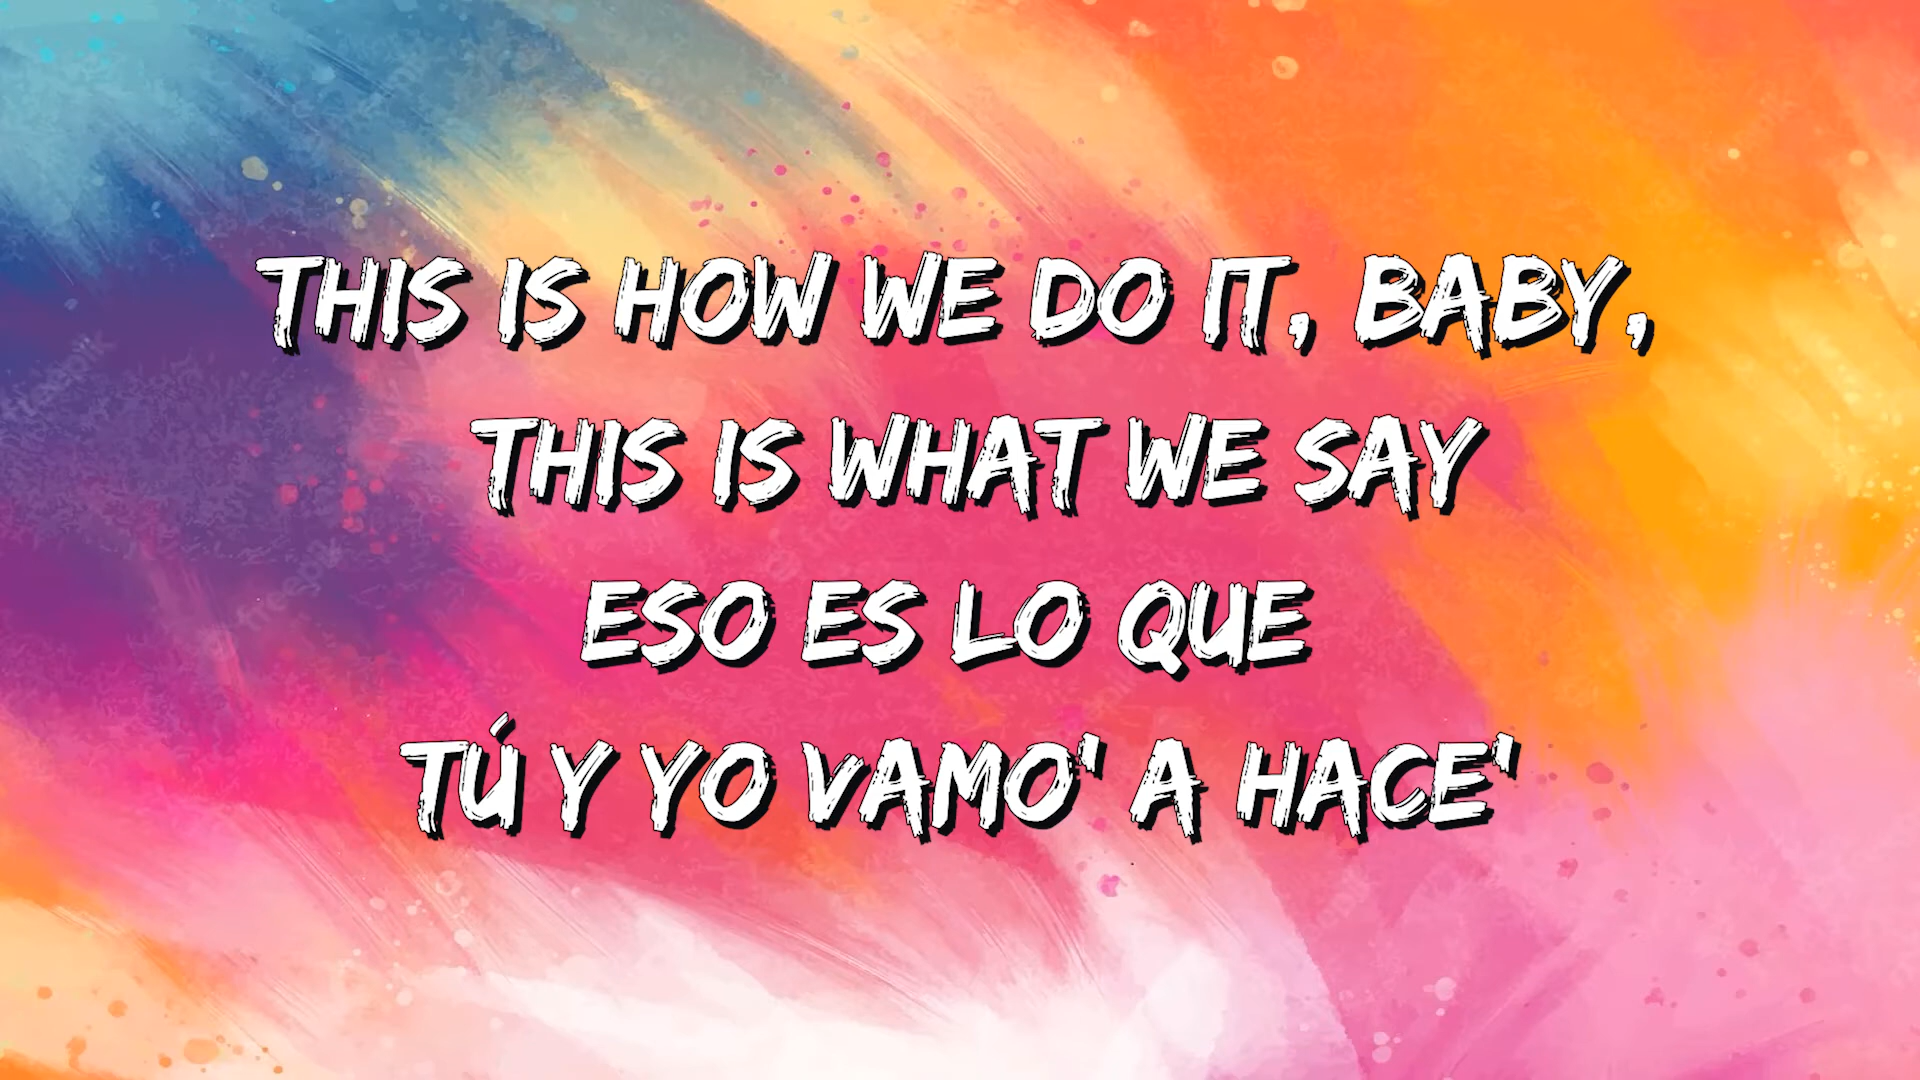 THIS IS HOW WE DO IT, BABY,
THIS IS WHAT WE SAY
ESO ES LO QUE
TÚ Y YO VAMO' A HACE'